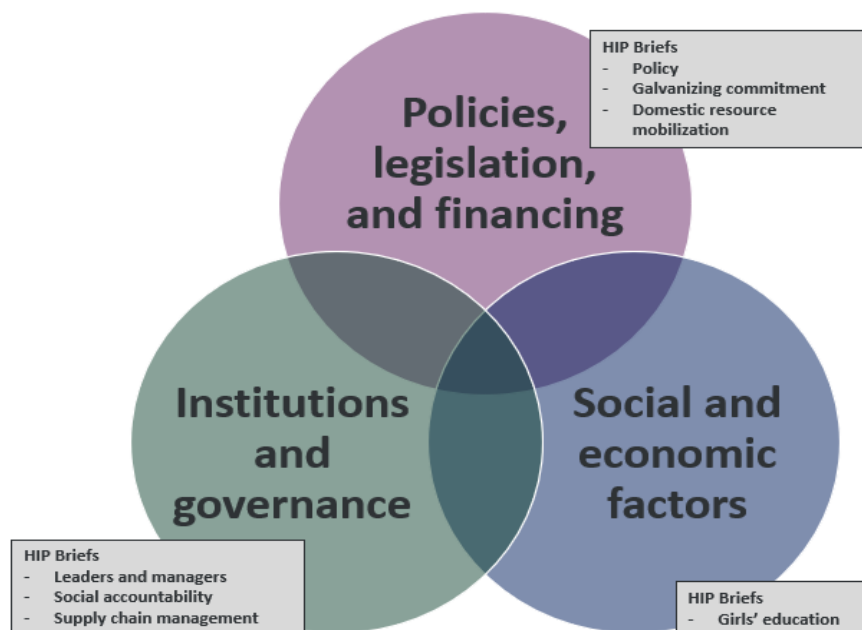 HIP Briefs
- Policy
- Galvanizing commitment
- Domestic resource
mobilization
Policies,
legislation,
and financing
Institutions
and
governance
Social and
economic
factors
HIP Briefs
- Leaders and managers
- Social accountability
- Supply chain management
HIP Briefs
- Girls' education